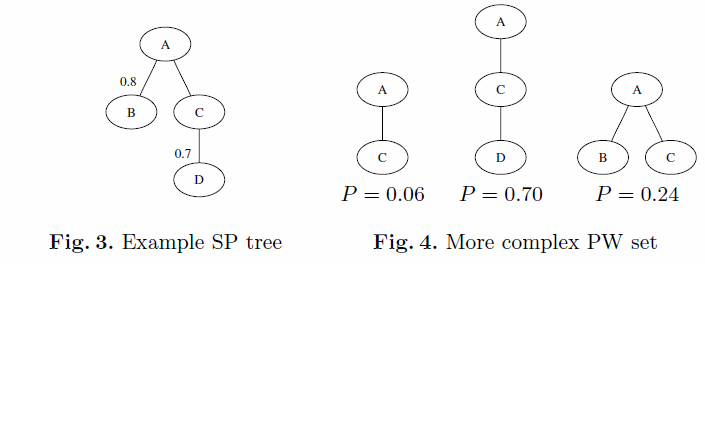 A
0.8
B
C
0.7
D
Fig. 3. Example SP tree
A
C
P = 0.06
A
C
D
P = 0.70
A
B
C
P = 0.24
Fig. 4. More complex PW set